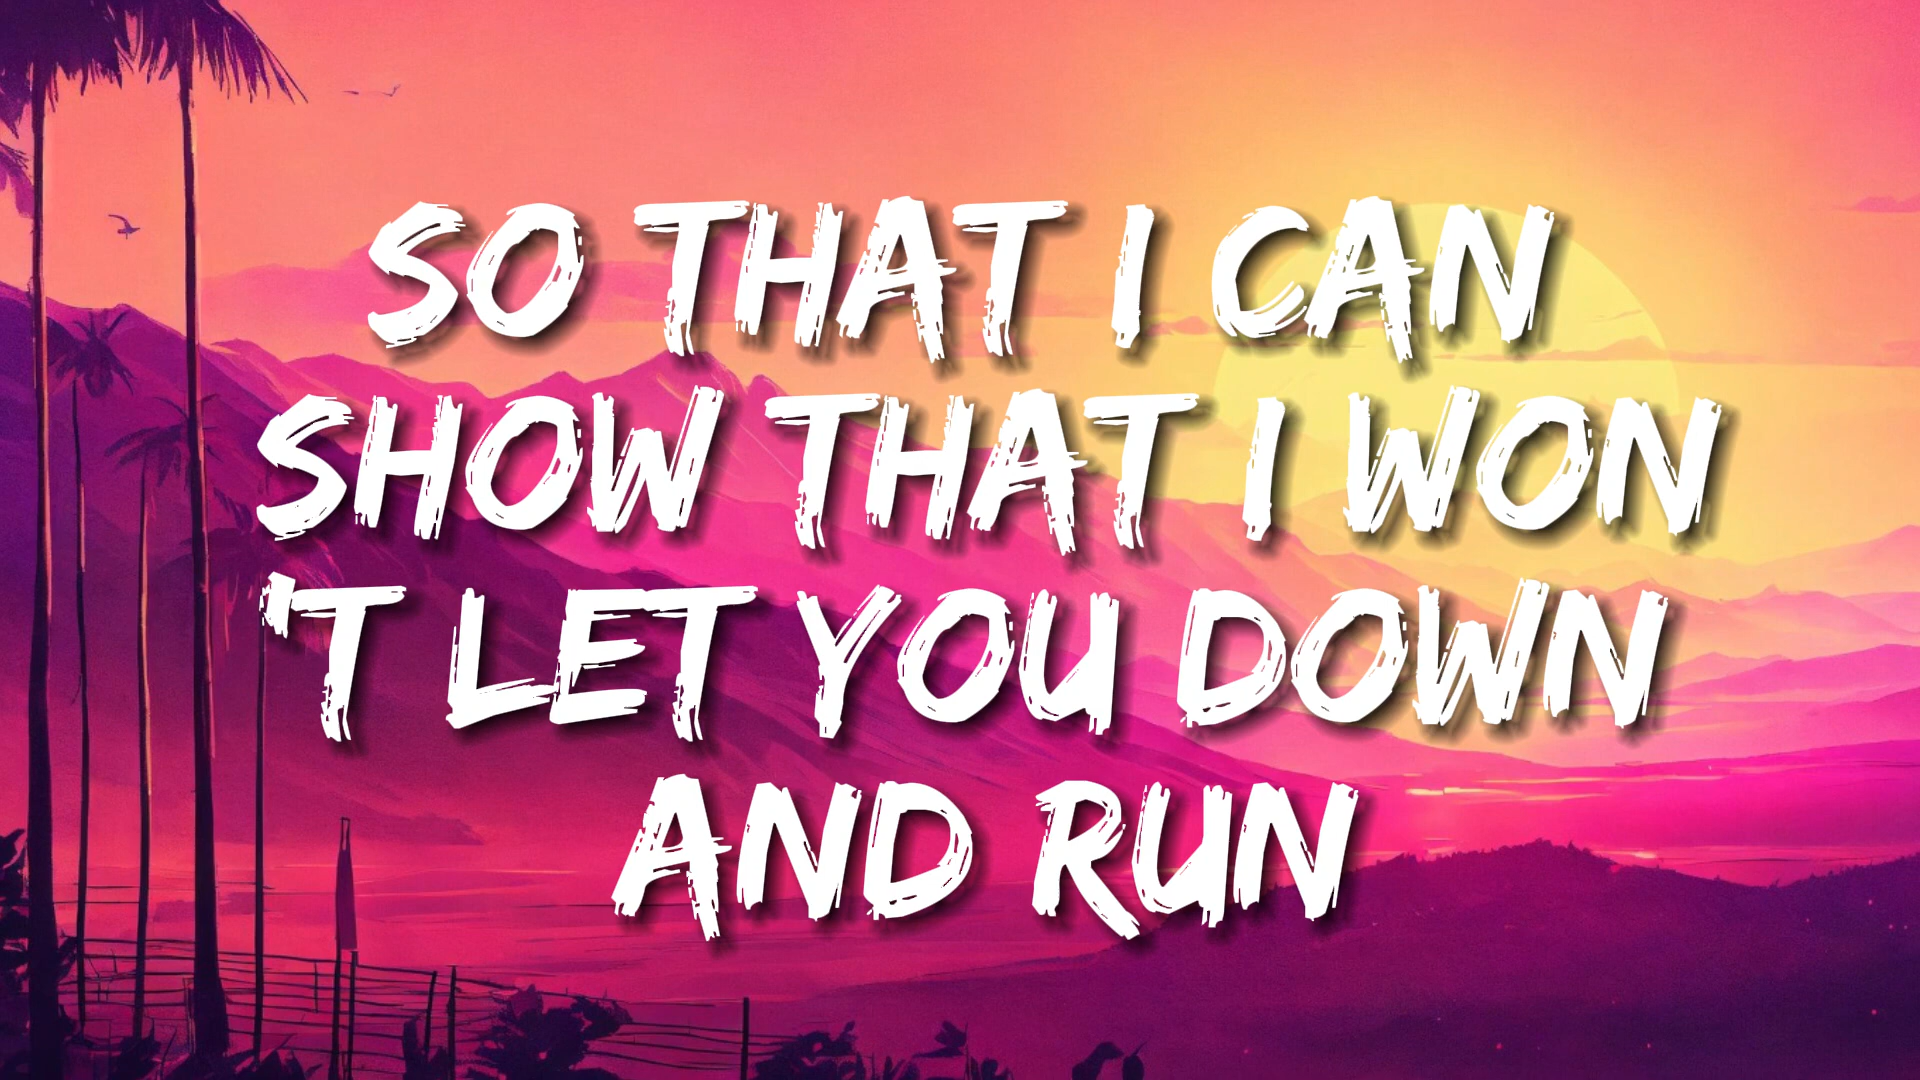 SO THAT I CAN
SHOW THAT I WON
'T LET YOU DOWN
AND RUN